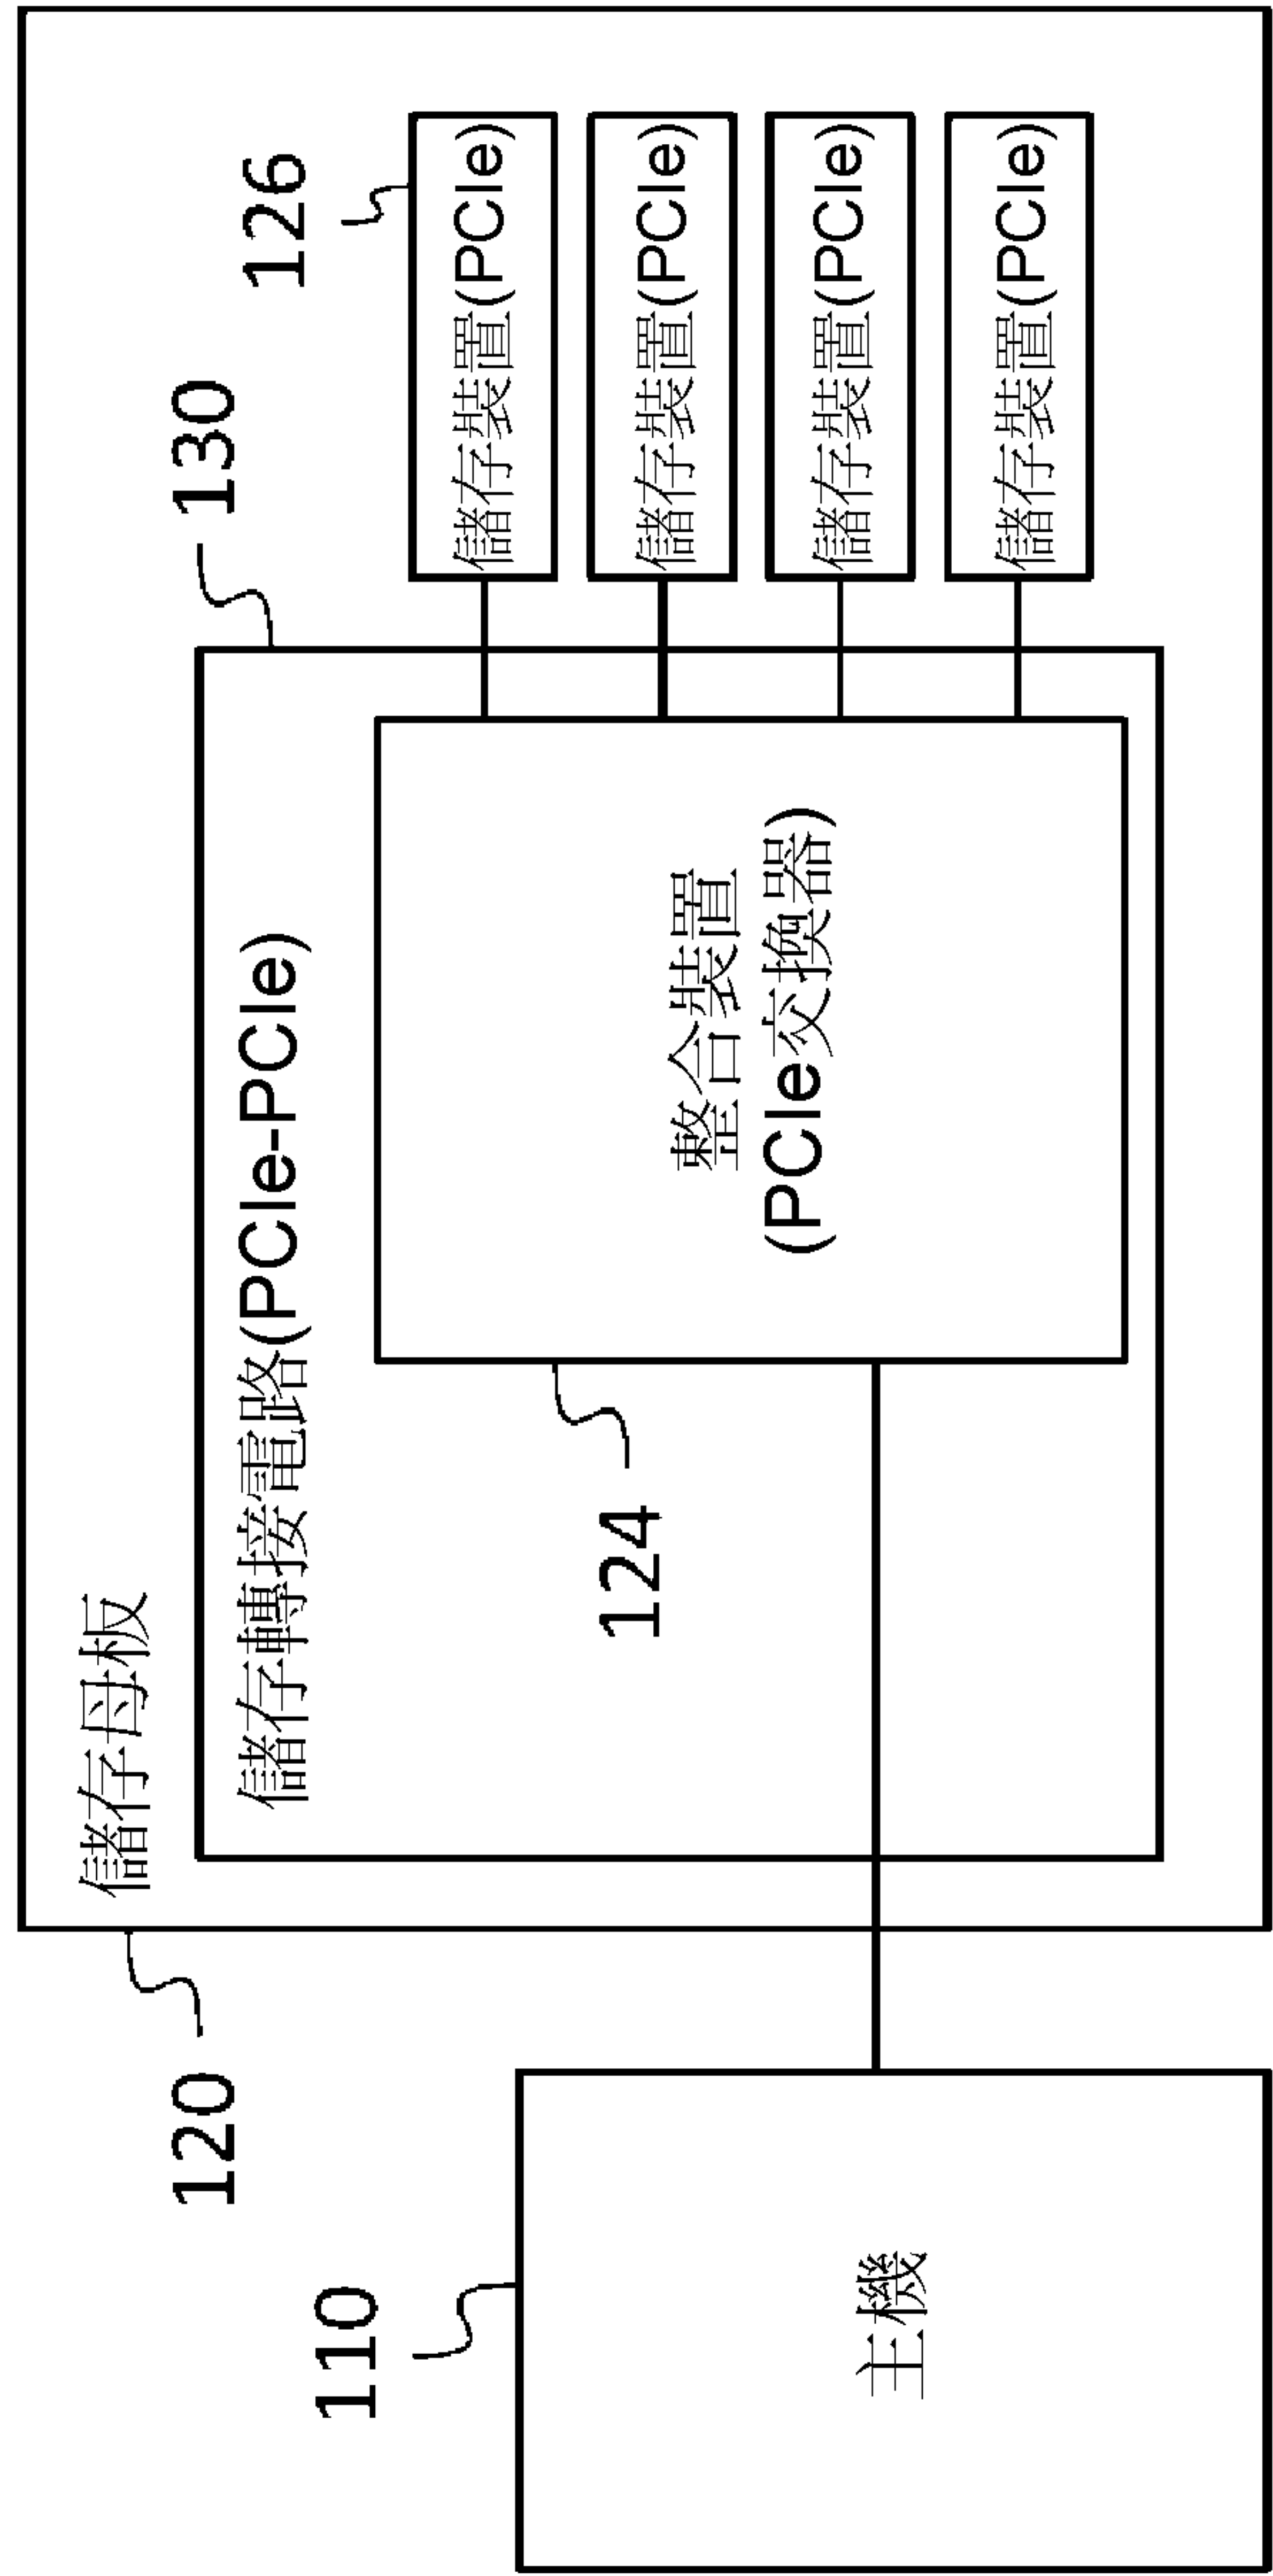 儲存母板
120
儲存轉接電路(PCIe-PCIe)
130
126
儲存裝置(PCIe)
儲存裝置(PCIe)
儲存裝置(PCIe)
儲存裝置(PCIe)
整合裝置
(PCIe交換器)
124
110
主機